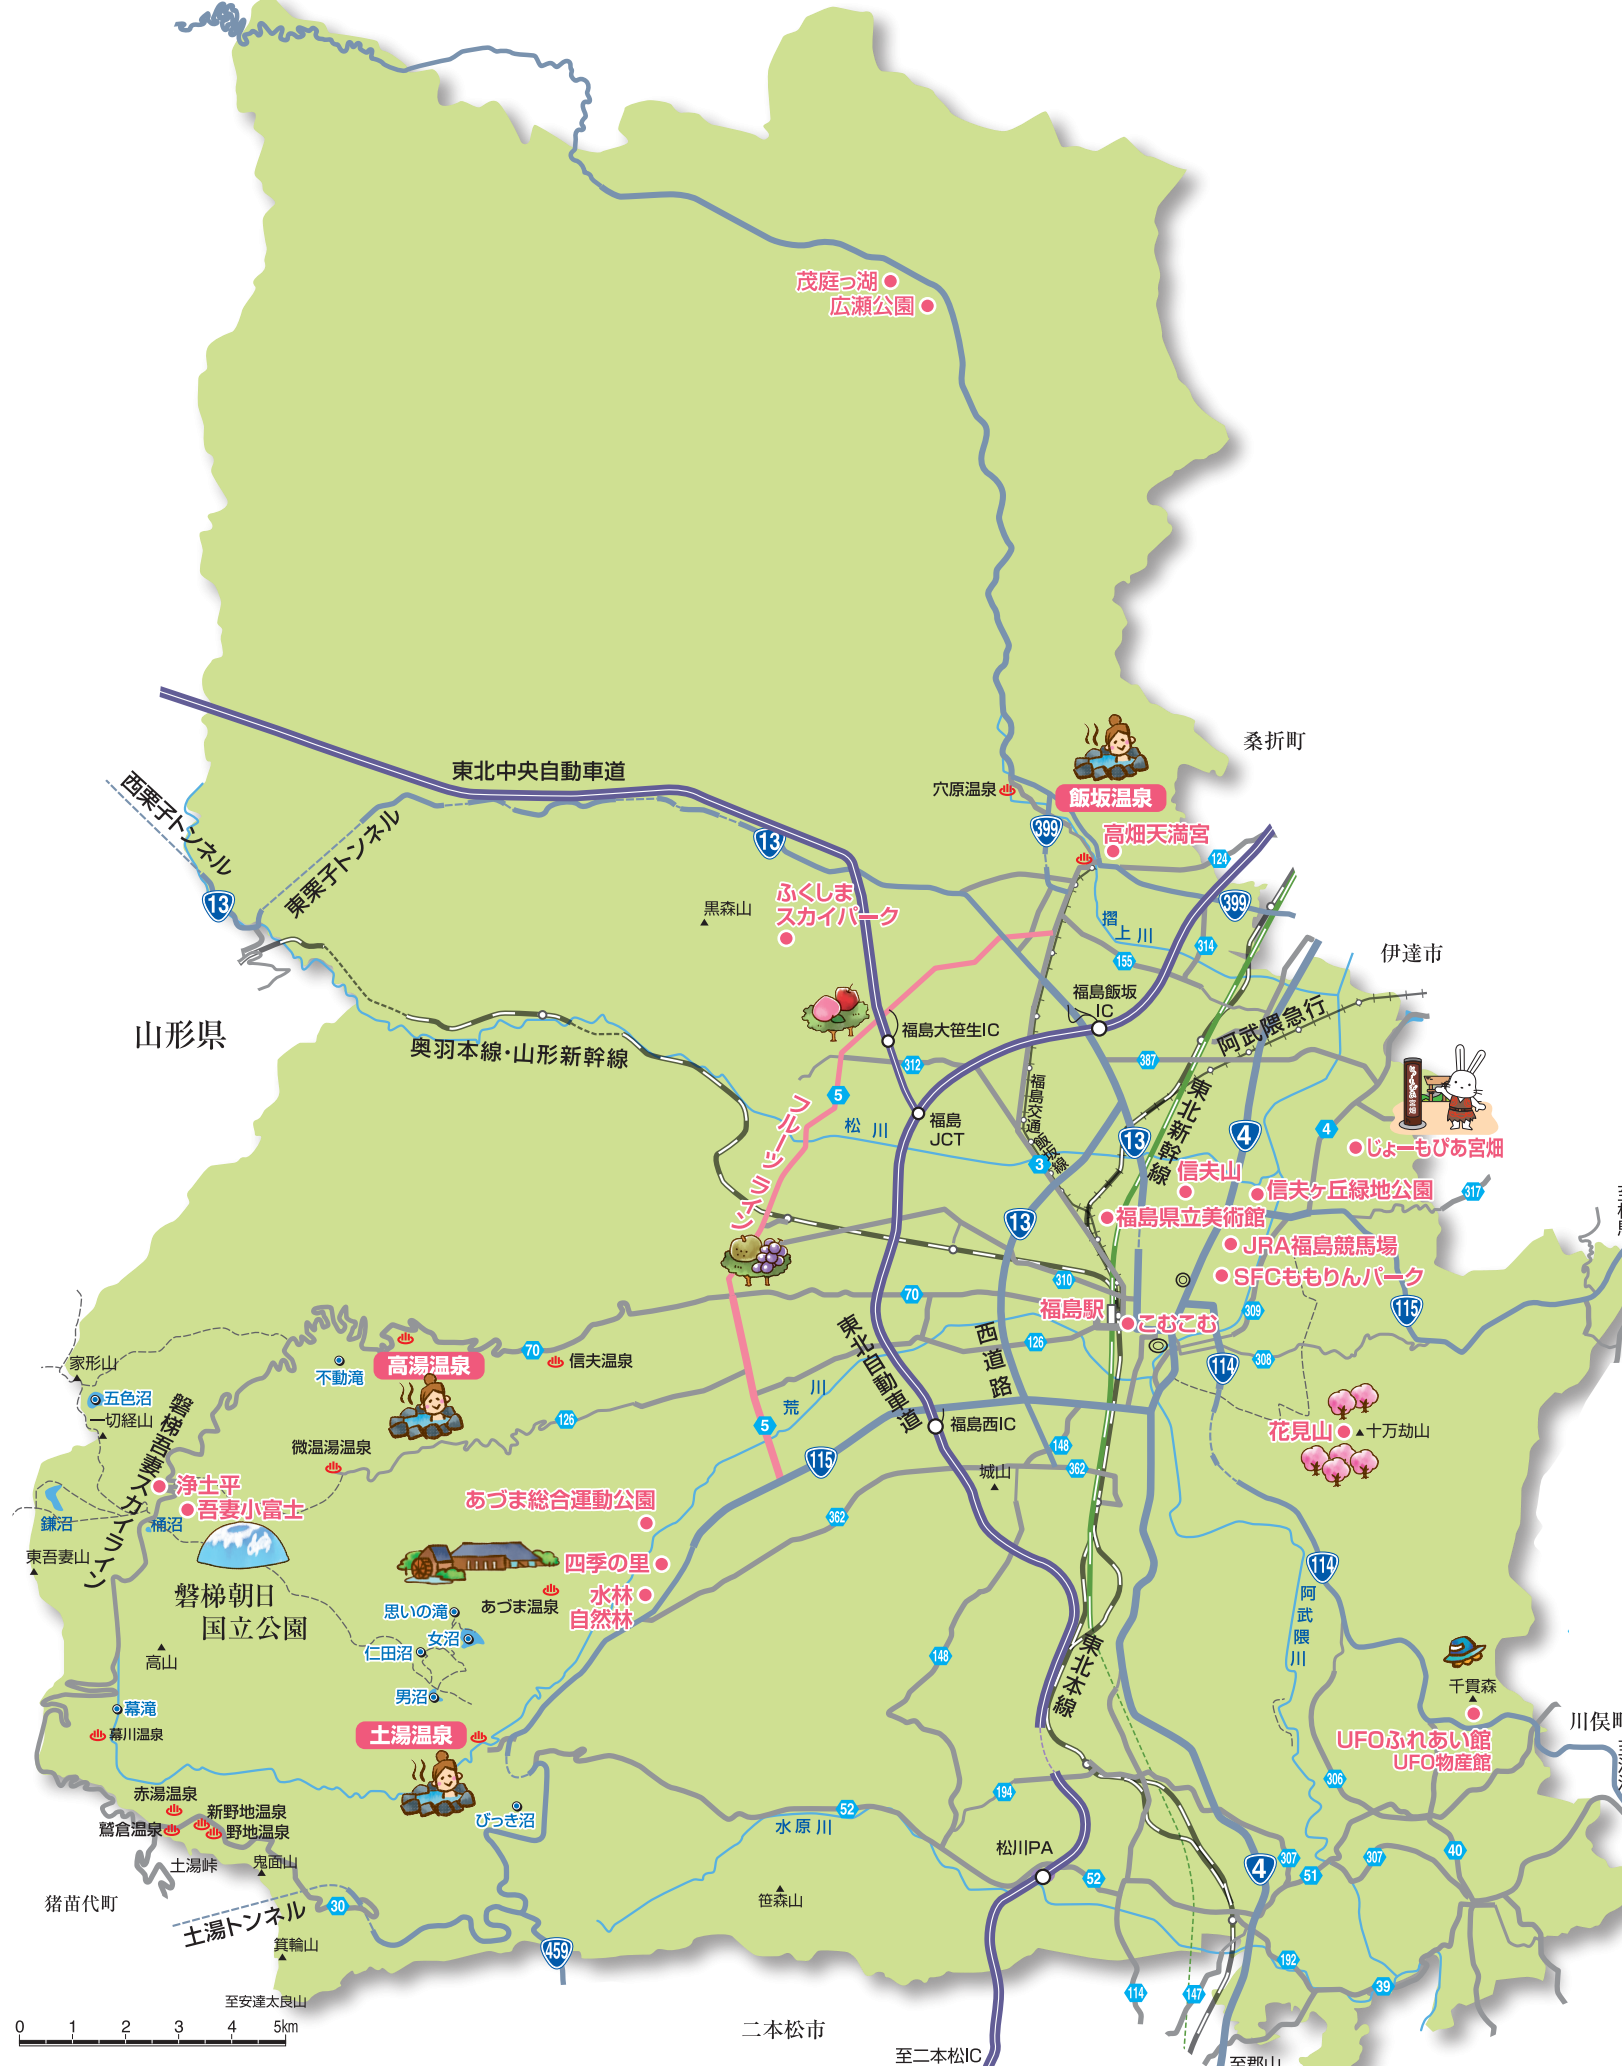 茂庭っ湖
広瀬公園
桑折町
東北中央自動車道
穴原温泉
飯坂温泉
西栗子トンネル
東栗子トンネル
13
399
高畑天満宮
124
13
ふくしま
スカイパーク
黒森山
399
摺上川
314
155
伊達市
福島飯坂
IC
山形県
奥羽本線・山形新幹線
福島大笹生IC
阿武隈急行
312
387
5
フルーツライン
福島交通飯坂線
東北新幹線
松川
福島
JCT
13
4
4
じょーもぴあ宮畑
3
信夫山
信夫ヶ丘緑地公園
317
13
福島県立美術館
JRA福島競馬場
SFCももりんパーク
310
70
福島駅
こむこむ
309
115
東北自動車道
西道路
126
308
114
家形山
高湯温泉
70
信夫温泉
不動滝
五色沼
一切経山
磐梯吾妻スカイライン
126
荒川
5
福島西IC
花見山
十万劫山
微温湯温泉
115
148
362
城山
浄土平
吾妻小富士
あづま総合運動公園
362
鎌沼
桶沼
東吾妻山
四季の里
114
磐梯朝日
国立公園
あづま温泉
水林
自然林
阿武隈川
思いの滝
女沼
仁田沼
東北本線
148
高山
千貫森
男沼
幕滝
幕川温泉
土湯温泉
UFOふれあい館
UFO物産館
川俣町
306
赤湯温泉
新野地温泉
鷲倉温泉
野地温泉
びっき沼
52
水原川
194
松川PA
土湯峠
鬼面山
307
307
40
4
51
52
猪苗代町
土湯トンネル
30
笹森山
箕輪山
459
192
39
114
147
至安達太良山
0 1 2 3 4 5km
二本松市
至二本松IC
至郡山